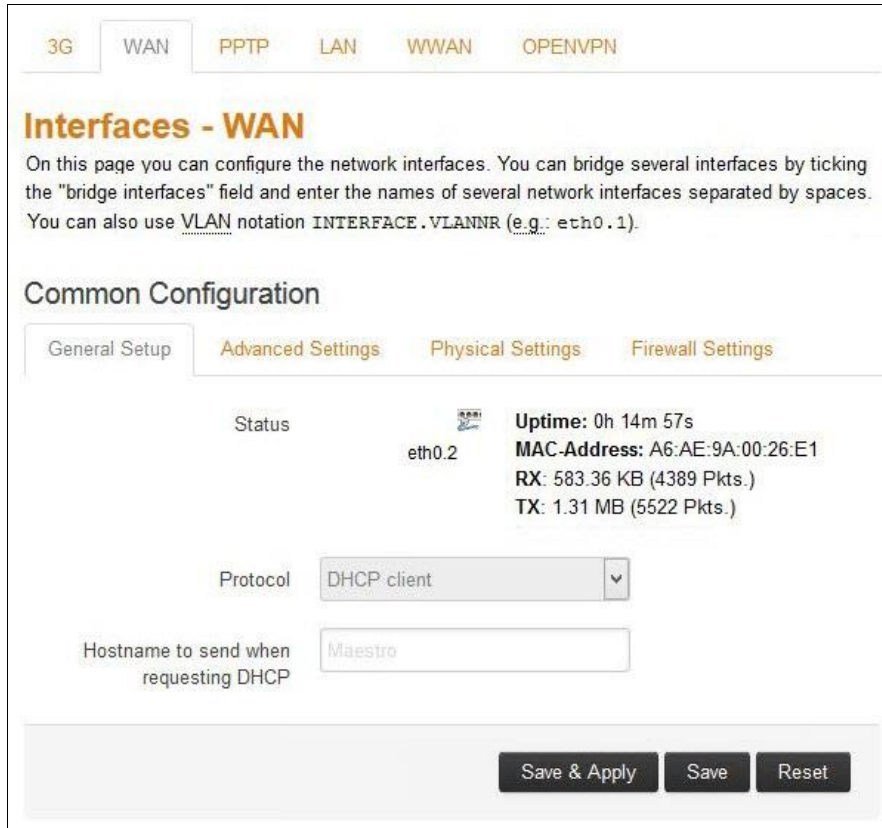 3G WAN PPTP LAN WWAN OPENVPN
Interfaces - WAN
On this page you can configure the network interfaces. You can bridge several interfaces by ticking
the "bridge interfaces" field and enter the names of several network interfaces separated by spaces.
You can also use VLAN notation INTERFACE.VLANNR (e.g.: eth0.1).
Common Configuration
General Setup Advanced Settings Physical Settings Firewall Settings
Status
eth0.2
Uptime: 0h 14m 57s
MAC-Address: A6:AE:9A:00:26:E1
RX: 583.36 KB (4389 Pkts.)
TX: 1.31 MB (5522 Pkts.)
Protocol DHCP client
Hostname to send when
requesting DHCP
Maestro
Save & Apply Save Reset